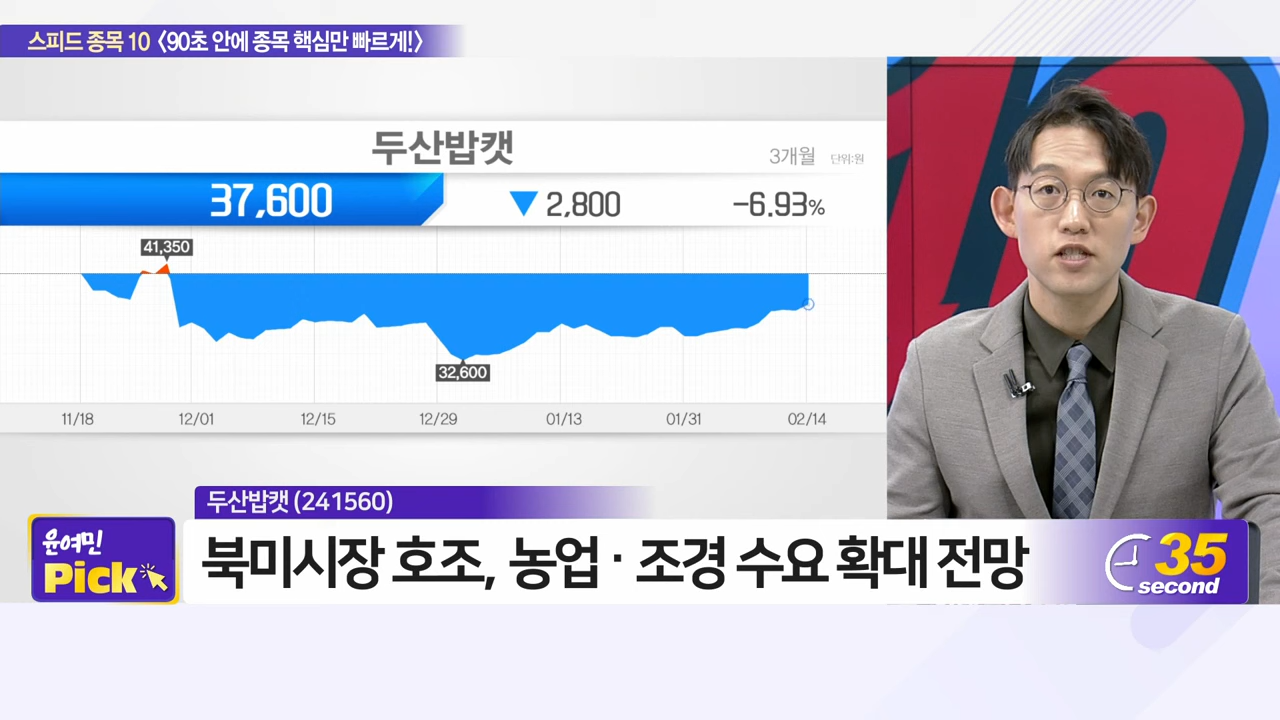 스피드 종목 10 〈90초 안에 종목 핵심만 빠르게!〉
두산밥캣
3개월 단위:원
37,600 ▼ 2,800 -6.93%
41,350
32,600
11/18 12/01 12/15 12/29 01/13 01/31 02/14
10
두산밥캣 (241560)
윤여민
Pick
북미시장 호조, 농업·조경 수요 확대 전망
35
second